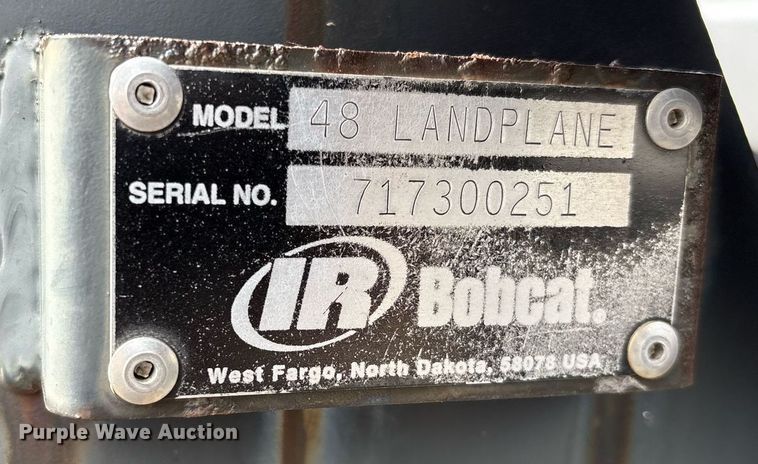 MODEL 48 LANDPLANE
SERIAL NO. 717300251
IR Bobcat.
West Fargo, North Dakota, 58078 USA
Purple Wave Auction